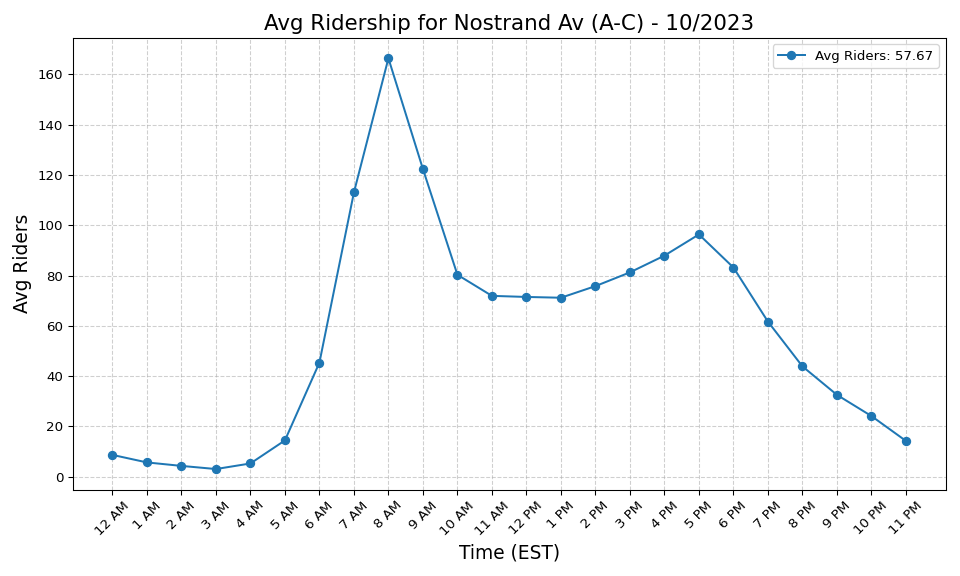 Avg Ridership for Nostrand Av (A-C) - 10/2023
Avg Riders: 57.67
Avg Riders
160
140
120
100
80
60
40
20
0
12 AM
1 AM
2 AM
3 AM
4 AM
5 AM
6 AM
7 AM
8 AM
9 AM
10 AM
11 AM
12 PM
1 PM
2 PM
3 PM
4 PM
5 PM
6 PM
7 PM
8 PM
9 PM
10 PM
11 PM
Time (EST)